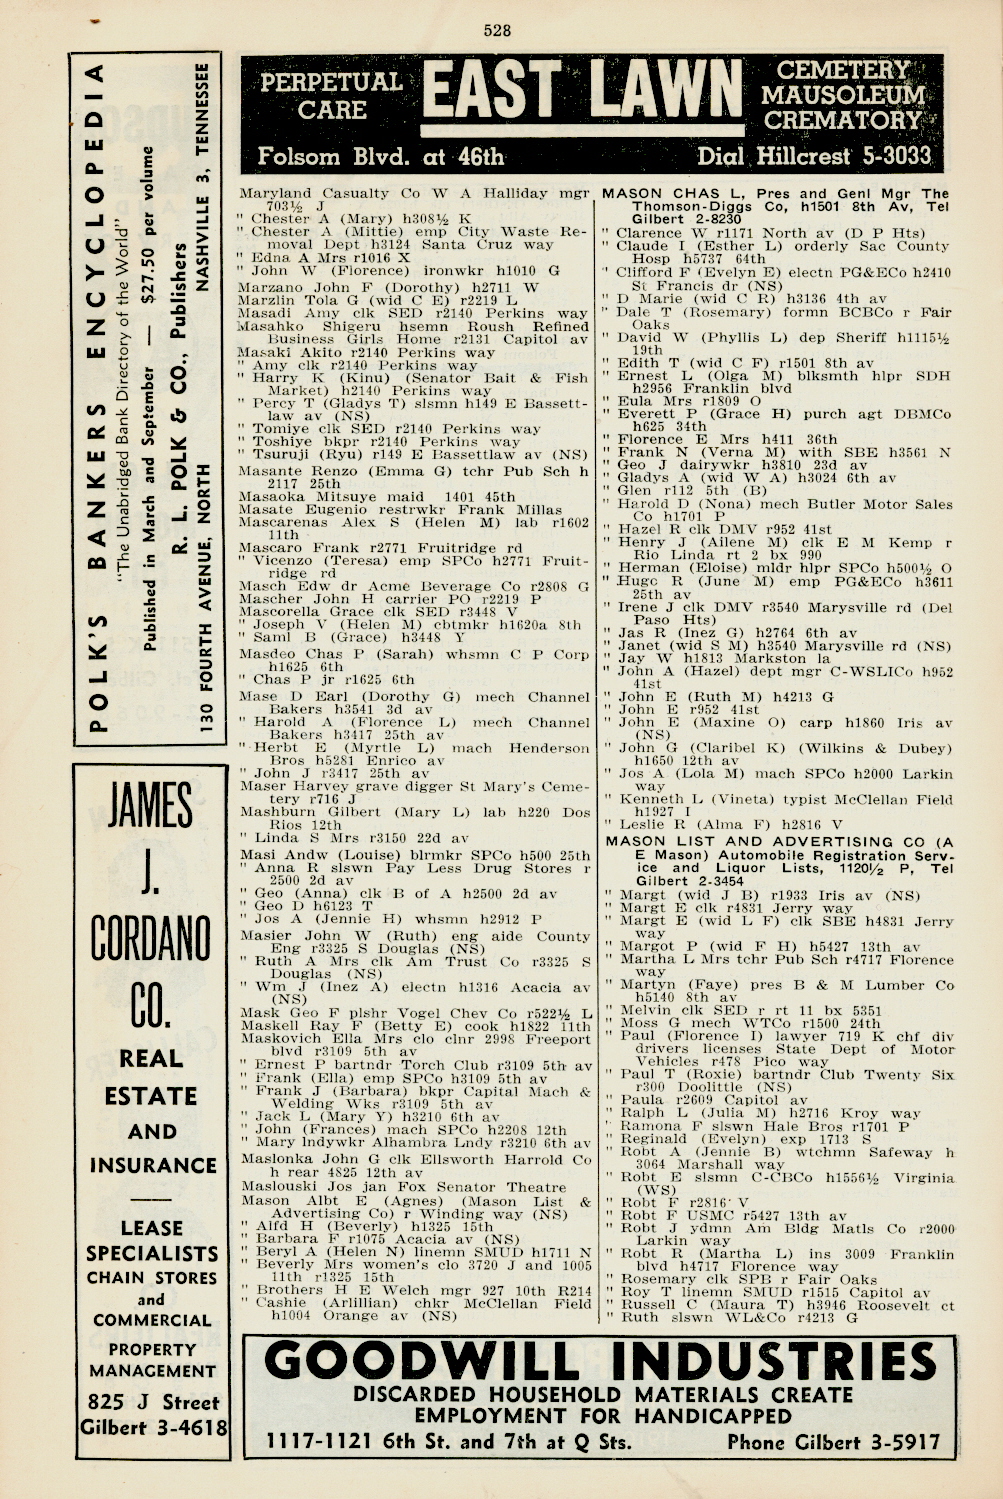 528
PERPETUAL
CARE
EAST LAWN
CEMETERY
MAUSOLEUM
CREMATORY
Folsom Blvd. at 46th
Dial Hillcrest 5-3033
POLK'S BANKERS ENCYCLOPEDIA
"The Unabridged Bank Directory of the World"
Published in March and September — $27.50 per volume
R. L. POLK & CO., Publishers
130 FOURTH AVENUE, NORTH
NASHVILLE 3, TENNESSEE
JAMES
J.
CORDANO
CO.
REAL
ESTATE
AND
INSURANCE
LEASE
SPECIALISTS
CHAIN STORES
and
COMMERCIAL
PROPERTY
MANAGEMENT
825 J Street
Gilbert 3-4618
Maryland Casualty Co W A Halliday mgr
703½ J
" Chester A (Mary) h308½ K
" Chester A (Mittie) emp City Waste Re-
moval Dept h3124 Santa Cruz way
" Edna A Mrs r1016 X
" John W (Florence) ironwkr h1010 G
Marzano John F (Dorothy) h2711 W
Marzlin Tola G (wid C E) r2219 L
Masadi Amy clk SED r2140 Perkins way
Masahko Shigeru hsemn Roush Refined
Business Girls Home r2131 Capitol av
Masaki Akito r2140 Perkins way
" Amy clk r2140 Perkins way
" Harry K (Kinu) (Senator Bait & Fish
Market) h2140 Perkins way
" Percy T (Gladys T) slsmn h149 E Bassett-
law av (NS)
" Tomiye clk SED r2140 Perkins way
" Toshiye bkpr r2140 Perkins way
" Tsuruji (Ryu) r149 E Bassettlaw av (NS)
Masante Renzo (Emma G) tchr Pub Sch h
2117 25th
Masaoka Mitsuye maid 1401 45th
Masate Eugenio restrwkr Frank Millas
Mascarenas Alex S (Helen M) lab r1602
11th
Mascaro Frank r2771 Fruitridge rd
" Vicenzo (Teresa) emp SPCo h2771 Fruit-
ridge rd
Masch Edw dr Acme Beverage Co r2808 G
Mascher John H carrier PO r2219 P
Mascorella Grace clk SED r3448 V
" Joseph V (Helen M) cbtmkr h1620a 8th
" Saml B (Grace) h3448 Y
Masdeo Chas P (Sarah) whsmn C P Corp
h1625 6th
" Chas P jr r1625 6th
Mase D Earl (Dorothy G) mech Channel
Bakers h3541 3d av
" Harold A (Florence L) mech Channel
Bakers h3417 25th av
" Herbt E (Myrtle L) mach Henderson
Bros h5281 Enrico av
" John J r3417 25th av
Maser Harvey grave digger St Mary's Ceme-
tery r716 J
Mashburn Gilbert (Mary L) lab h220 Dos
Rios 12th
" Linda S Mrs r3150 22d av
Masi Andw (Louise) blrmkr SPCo h500 25th
" Anna R slswn Pay Less Drug Stores r
2500 2d av
" Geo (Anna) clk B of A h2500 2d av
" Geo D h6123 T
" Jos A (Jennie H) whsmn h2912 P
Masier John W (Ruth) eng aide County
Eng r3325 S Douglas (NS)
" Ruth A Mrs clk Am Trust Co r3325 S
Douglas (NS)
" Wm J (Inez A) electn h1316 Acacia av
(NS)
Mask Geo F plshr Vogel Chev Co r522½ L
Maskell Ray F (Betty E) cook h1822 11th
Maskovich Ella Mrs clo clnr 2998 Freeport
blvd r3109 5th av
" Ernest P bartndr Torch Club r3109 5th av
" Frank (Ella) emp SPCo h3109 5th av
" Frank J (Barbara) bkpr Capital Mach &
Welding Wks r3109 5th av
" Jack L (Mary Y) h3210 6th av
" John (Frances) mach SPCo h2208 12th
" Mary lndywkr Alhambra Lndy r3210 6th av
Maslonka John G clk Ellsworth Harrold Co
h rear 4825 12th av
Maslouski Jos jan Fox Senator Theatre
Mason Albt E (Agnes) (Mason List &
Advertising Co) r Winding way (NS)
" Alfd H (Beverly) h1325 15th
" Barbara F r1075 Acacia av (NS)
" Beryl A (Helen N) linemn SMUD h1711 N
" Beverly Mrs women's clo 3720 J and 1005
11th r1325 15th
" Brothers H E Welch mgr 927 10th R214
" Cashie (Arlillian) chkr McClellan Field
h1004 Orange av (NS)
MASON CHAS L, Pres and Genl Mgr The
Thomson-Diggs Co, h1501 8th Av, Tel
Gilbert 2-8230
" Clarence W r1171 North av (D P Hts)
" Claude I (Esther L) orderly Sac County
Hosp h5737 64th
" Clifford F (Evelyn E) electn PG&ECo h2410
St Francis dr (NS)
" D Marie (wid C R) h3136 4th av
" Dale T (Rosemary) formn BCBCo r Fair
Oaks
" David W (Phyllis L) dep Sheriff h1115½
19th
" Edith T (wid C F) r1501 8th av
" Ernest L (Olga M) blksmth hlpr SDH
h2956 Franklin blvd
" Eula Mrs r1809 O
" Everett P (Grace H) purch agt DBMCo
h625 34th
" Florence E Mrs h411 36th
" Frank N (Verna M) with SBE h3561 N
" Geo J dairywkr h3810 23d av
" Gladys A (wid W A) h3024 6th av
" Glen r112 5th (B)
" Harold D (Nona) mech Butler Motor Sales
Co h1701 P
" Hazel R clk DMV r952 41st
" Henry J (Ailene M) clk E M Kemp r
Rio Linda rt 2 bx 990
" Herman (Eloise) mldr hlpr SPCo h500½ O
" Hugo R (June M) emp PG&ECo h3611
25th av
" Irene J clk DMV r3540 Marysville rd (Del
Paso Hts)
" Jas R (Inez G) h2764 6th av
" Janet (wid S M) h3540 Marysville rd (NS)
" Jay W h1813 Markston la
" John A (Hazel) dept mgr C-WSLICo h952
41st
" John E (Ruth M) h4213 G
" John E r952 41st
" John E (Maxine O) carp h1860 Iris av
(NS)
" John G (Claribel K) (Wilkins & Dubey)
h1650 12th av
" Jos A (Lola M) mach SPCo h2000 Larkin
way
" Kenneth L (Vineta) typist McClellan Field
h1927 I
" Leslie R (Alma F) h2816 V
MASON LIST AND ADVERTISING CO (A
E Mason) Automobile Registration Serv-
ice and Liquor Lists, 1120½ P, Tel
Gilbert 2-3454
" Margt (wid J B) r1933 Iris av (NS)
" Margt E clk r4831 Jerry way
" Margt E (wid L F) clk SBE h4831 Jerry
way
" Margot P (wid F H) h5427 13th av
" Martha L Mrs tchr Pub Sch r4717 Florence
way
" Martyn (Faye) pres B & M Lumber Co
h5140 8th av
" Melvin clk SED r rt 11 bx 5351
" Moss G mech WTCo r1500 24th
" Paul (Florence I) lawyer 719 K chf div
drivers licenses State Dept of Motor
Vehicles r478 Pico way
" Paul T (Roxie) bartndr Club Twenty Six
r300 Doolittle (NS)
" Paula r2609 Capitol av
" Ralph L (Julia M) h2716 Kroy way
" Ramona F slswn Hale Bros r1701 P
" Reginald (Evelyn) exp 1713 S
" Robt A (Jennie B) wtchmn Safeway h
3064 Marshall way
" Robt E slsmn C-CBCo h1556½ Virginia
(WS)
" Robt F r2816 V
" Robt F USMC r5427 13th av
" Robt J ydmn Am Bldg Matls Co r2000
Larkin way
" Robt R (Martha L) ins 3009 Franklin
blvd h4717 Florence way
" Rosemary clk SPB r Fair Oaks
" Roy T linemn SMUD r1515 Capitol av
" Russell C (Maura T) h3946 Roosevelt ct
" Ruth slswn WL&Co r4213 G
GOODWILL INDUSTRIES
DISCARDED HOUSEHOLD MATERIALS CREATE
EMPLOYMENT FOR HANDICAPPED
1117-1121 6th St. and 7th at Q Sts.
Phone Gilbert 3-5917